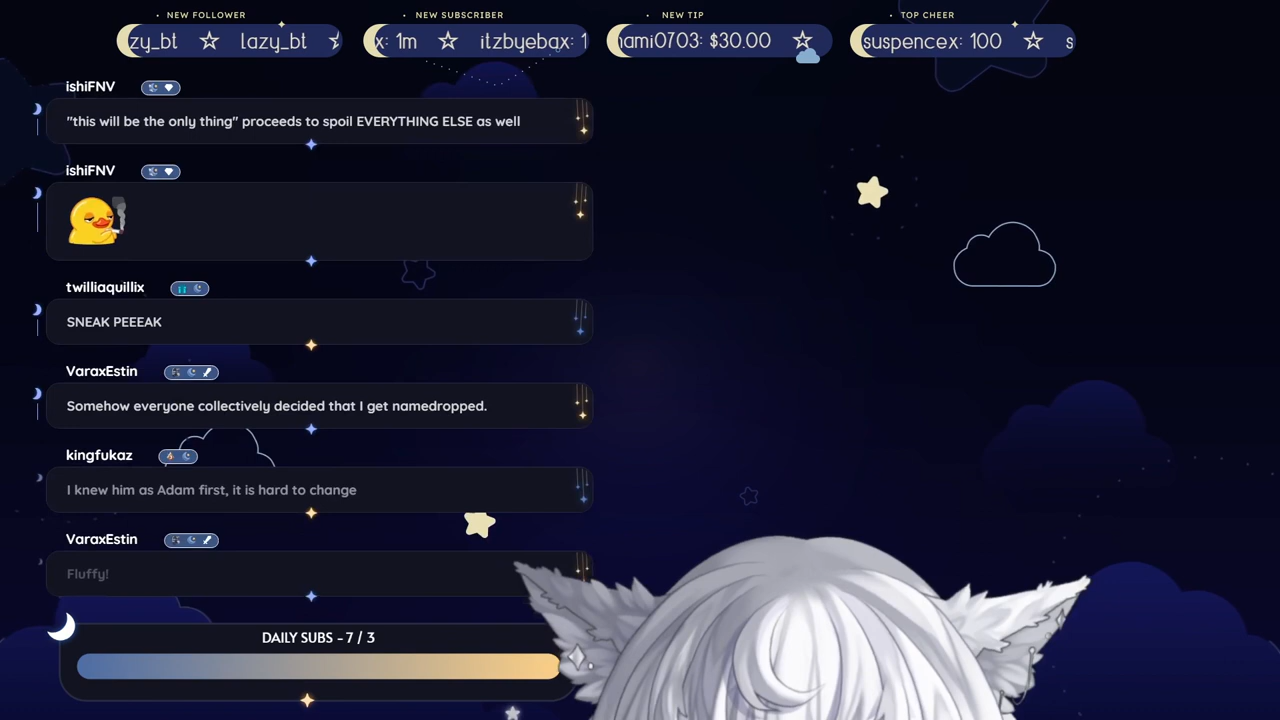 NEW FOLLOWER
NEW SUBSCRIBER
NEW TIP
TOP CHEER
zy_bt ☆ lazy_bt ☆
x: 1m ☆ itzbyebax: 1
ami0703: $30.00 ☆
suspencex: 100 ☆ s
ishiFNV
"this will be the only thing" proceeds to spoil EVERYTHING ELSE as well
ishiFNV
twilliaquillix
SNEAK PEEEAK
VaraxEstin
Somehow everyone collectively decided that I get namedropped.
kingfukaz
I knew him as Adam first, it is hard to change
VaraxEstin
Fluffy!
DAILY SUBS - 7 / 3